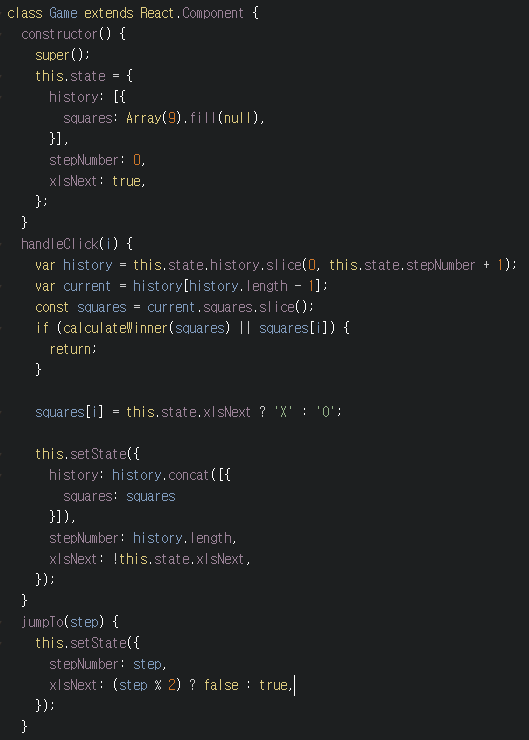 class Game extends React.Component {
  constructor() {
    super();
    this.state = {
      history: [{
        squares: Array(9).fill(null),
      }],
      stepNumber: 0,
      xIsNext: true,
    };
  }
  handleClick(i) {
    var history = this.state.history.slice(0, this.state.stepNumber + 1);
    var current = history[history.length - 1];
    const squares = current.squares.slice();
    if (calculateWinner(squares) || squares[i]) {
      return;
    }

    squares[i] = this.state.xIsNext ? 'X' : 'O';

    this.setState({
      history: history.concat([{
        squares: squares
      }]),
      stepNumber: history.length,
      xIsNext: !this.state.xIsNext,
    });
  }
  jumpTo(step) {
    this.setState({
      stepNumber: step,
      xIsNext: (step % 2) ? false : true,
    });
  }